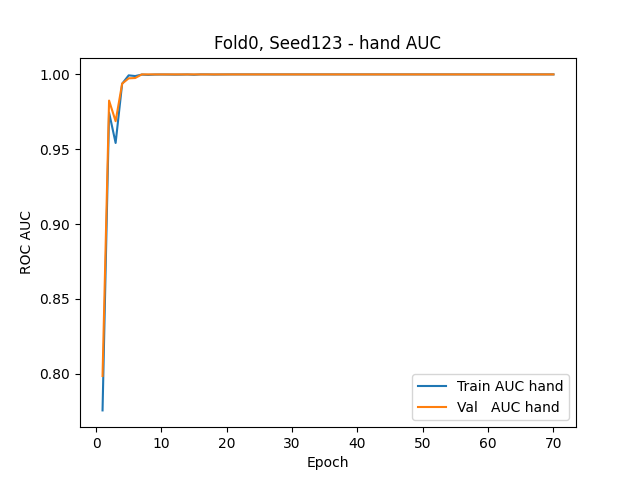 Fold0, Seed123 - hand AUC
1.00
0.95
0.90
0.85
0.80
ROC AUC
0 10 20 30 40 50 60 70
Epoch
Train AUC hand
Val   AUC hand